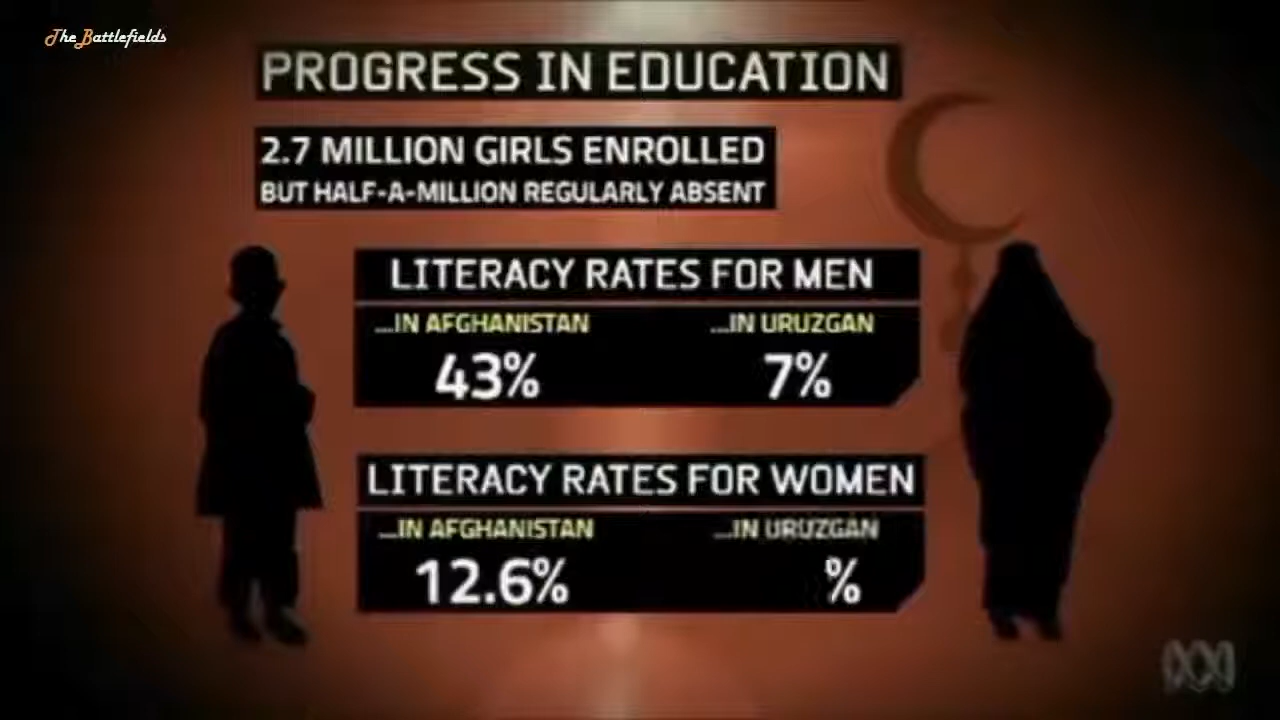 The Battlefields
PROGRESS IN EDUCATION
2.7 MILLION GIRLS ENROLLED
BUT HALF-A-MILLION REGULARLY ABSENT
LITERACY RATES FOR MEN
...IN AFGHANISTAN ...IN URUZGAN
43% 7%
LITERACY RATES FOR WOMEN
...IN AFGHANISTAN ...IN URUZGAN
12.6% %